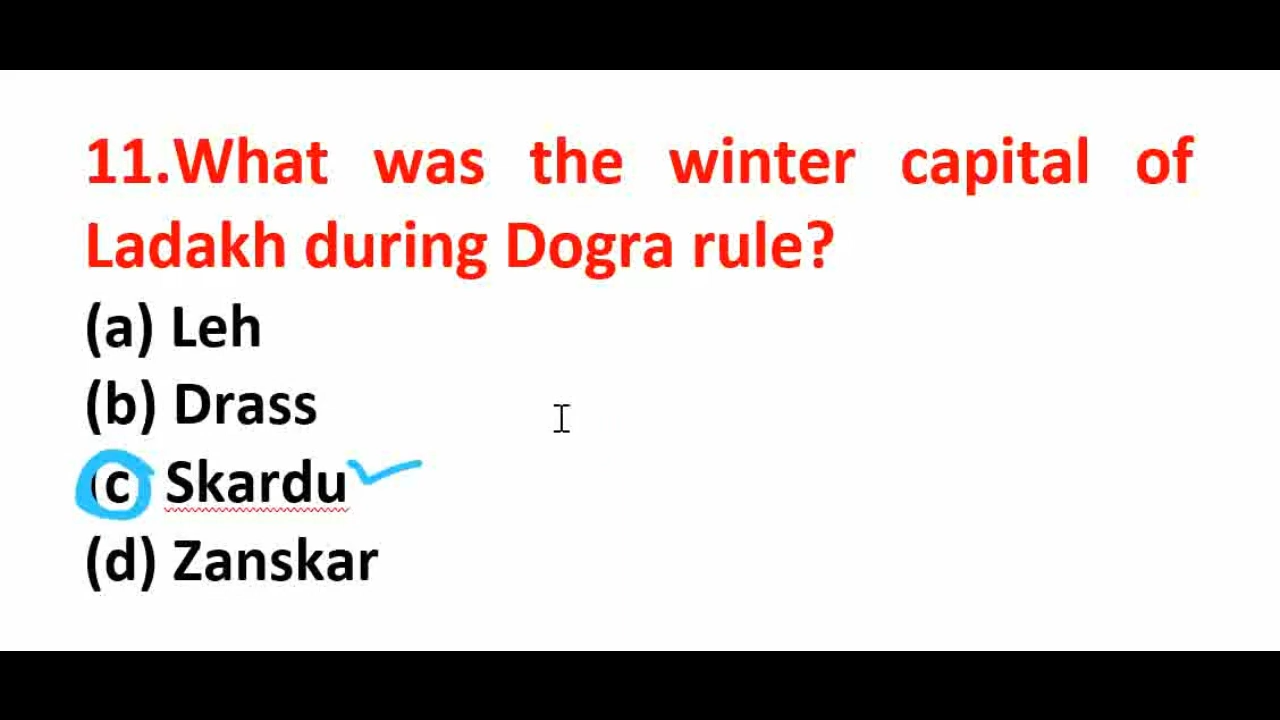 11.What was the winter capital of
Ladakh during Dogra rule?
(a) Leh
(b) Drass
(c) Skardu
(d) Zanskar